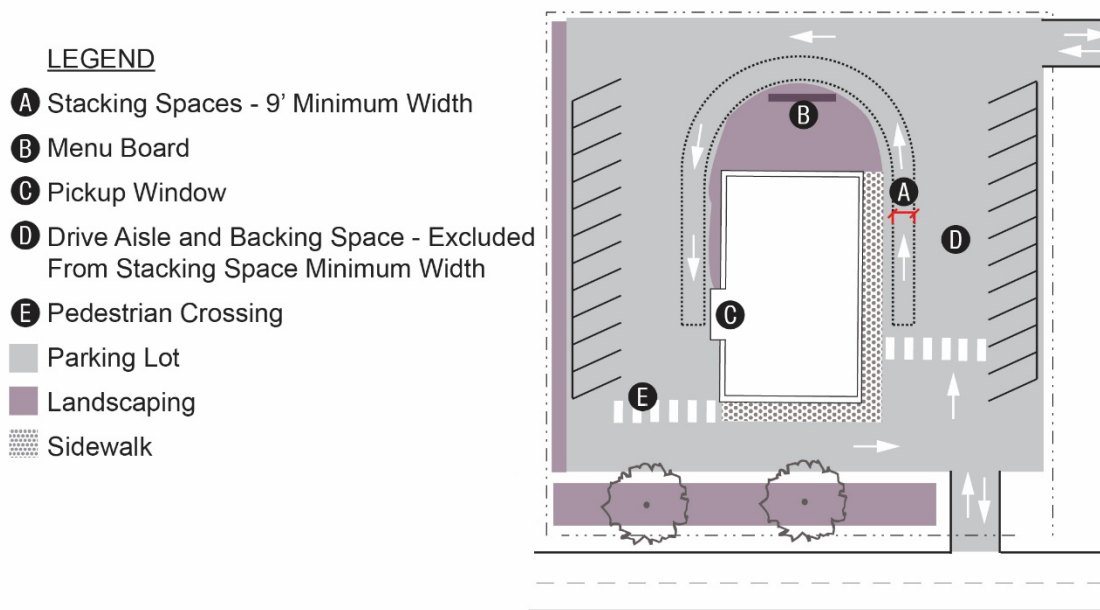 LEGEND
A Stacking Spaces - 9’ Minimum Width
B Menu Board
C Pickup Window
D Drive Aisle and Backing Space - Excluded
From Stacking Space Minimum Width
E Pedestrian Crossing
Parking Lot
Landscaping
Sidewalk
B
A
D
C
E